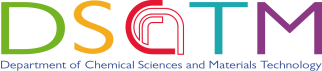 DSCTM
Department of Chemical Sciences and Materials Technology